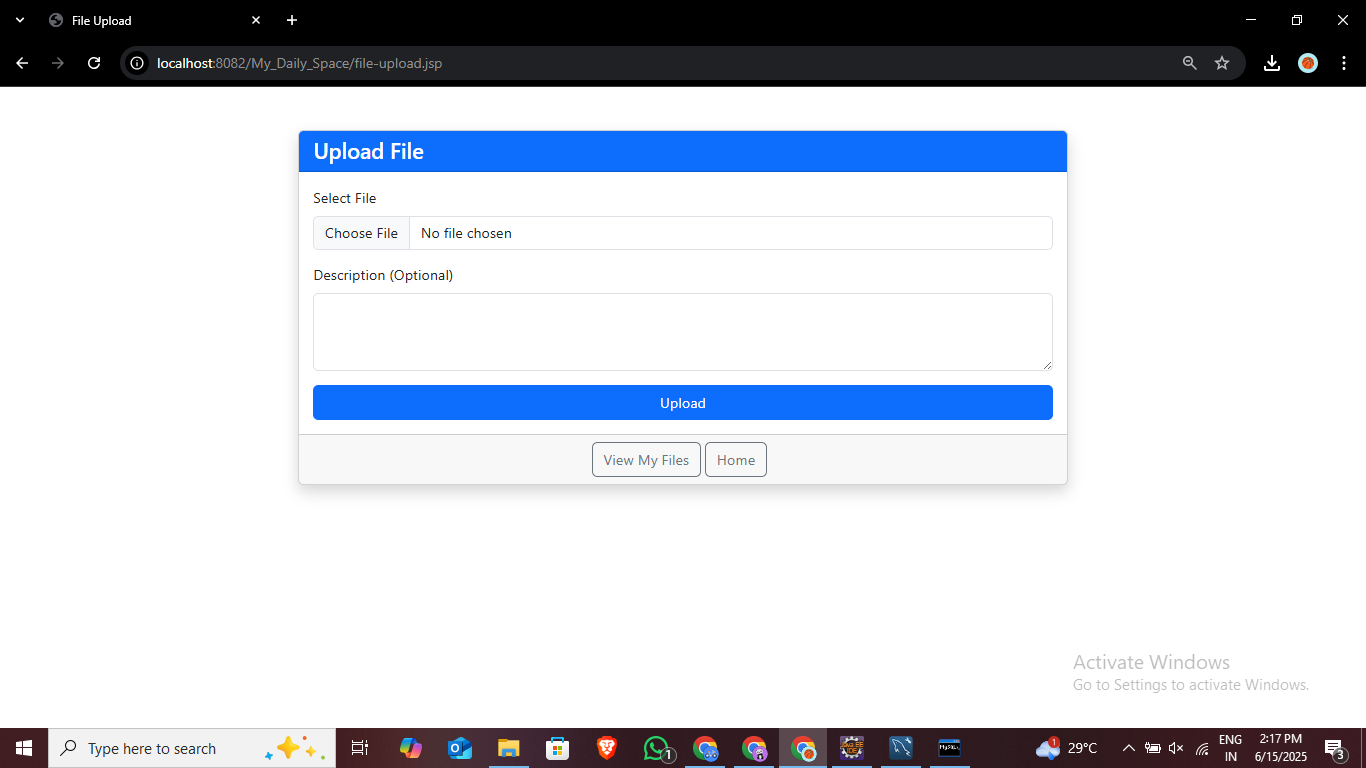 File Upload
localhost:8082/My_Daily_Space/file-upload.jsp
Upload File
Select File
Choose File No file chosen
Description (Optional)
Upload
View My Files Home
Activate Windows
Go to Settings to activate Windows.
Type here to search
1
29°C
1
ENG
IN
2:17 PM
6/15/2025
3